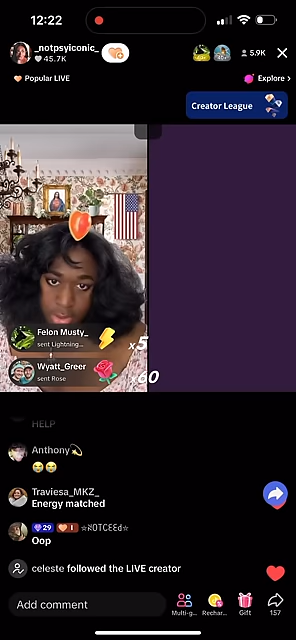 12:22
_notpsyiconic_
45.7K
5.9K
Popular LIVE
Explore >
Creator League
Felon Musty_
sent Lightning...
x5
Wyatt_Greer
sent Rose
x60
HELP
Anthony
Traviesa_MKZ_
Energy matched
29
Oop
celeste followed the LIVE creator
Add comment
Multi-g...
Rechar...
Gift
157